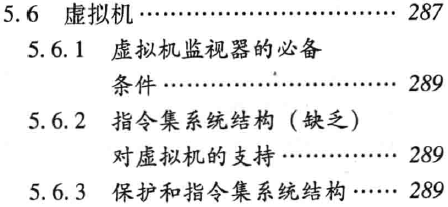 5.6 虚拟机………………………… 287
5.6.1 虚拟机监视器的必备
条件………………………… 289
5.6.2 指令集系统结构（缺乏）
对虚拟机的支持………… 289
5.6.3 保护和指令集系统结构…… 289